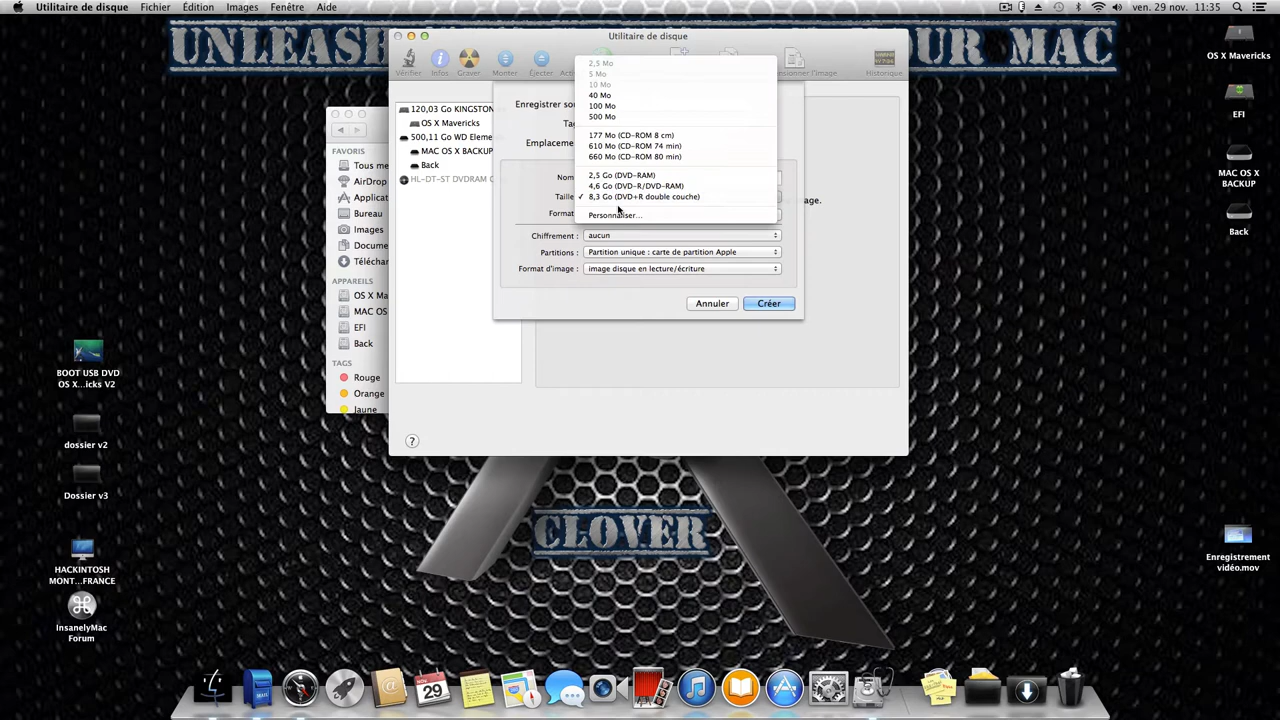 Utilitaire de disque Fichier Édition Images Fenêtre Aide
ven. 29 nov. 11:35
UNLEASH
OUR MAC
Utilitaire de disque
Vérifier Infos Graver Monter Éjecter
Historique
120,03 Go KINGSTON
OS X Mavericks
500,11 Go WD Eleme
MAC OS X BACKUP
Back
HL-DT-ST DVDRAM
Enregistrer so
Emplaceme
2,5 Mo
5 Mo
10 Mo
40 Mo
100 Mo
500 Mo
177 Mo (CD-ROM 8 cm)
610 Mo (CD-ROM 74 min)
660 Mo (CD-ROM 80 min)
2,5 Go (DVD-RAM)
4,6 Go (DVD-R/DVD-RAM)
✓ 8,3 Go (DVD+R double couche)
Personnaliser...
Nom
Taille
Format
Chiffrement : aucun
Partitions : Partition unique : carte de partition Apple
Format d'image : image disque en lecture/écriture
Annuler Créer
?
FAVORIS
Tous me
AirDrop
Applicat
Bureau
Images
Docume
Télécha
APPAREILS
OS X Ma
MAC OS
EFI
Back
TAGS
Rouge
Orange
Jaune
BOOT USB DVD
OS X...icks V2
dossier v2
Dossier v3
HACKINTOSH
MONT...FRANCE
InsanelyMac
Forum
OS X Mavericks
EFI
MAC OS X
BACKUP
Back
Enregistrement
vidéo.mov
CLOVER
NOV.
29